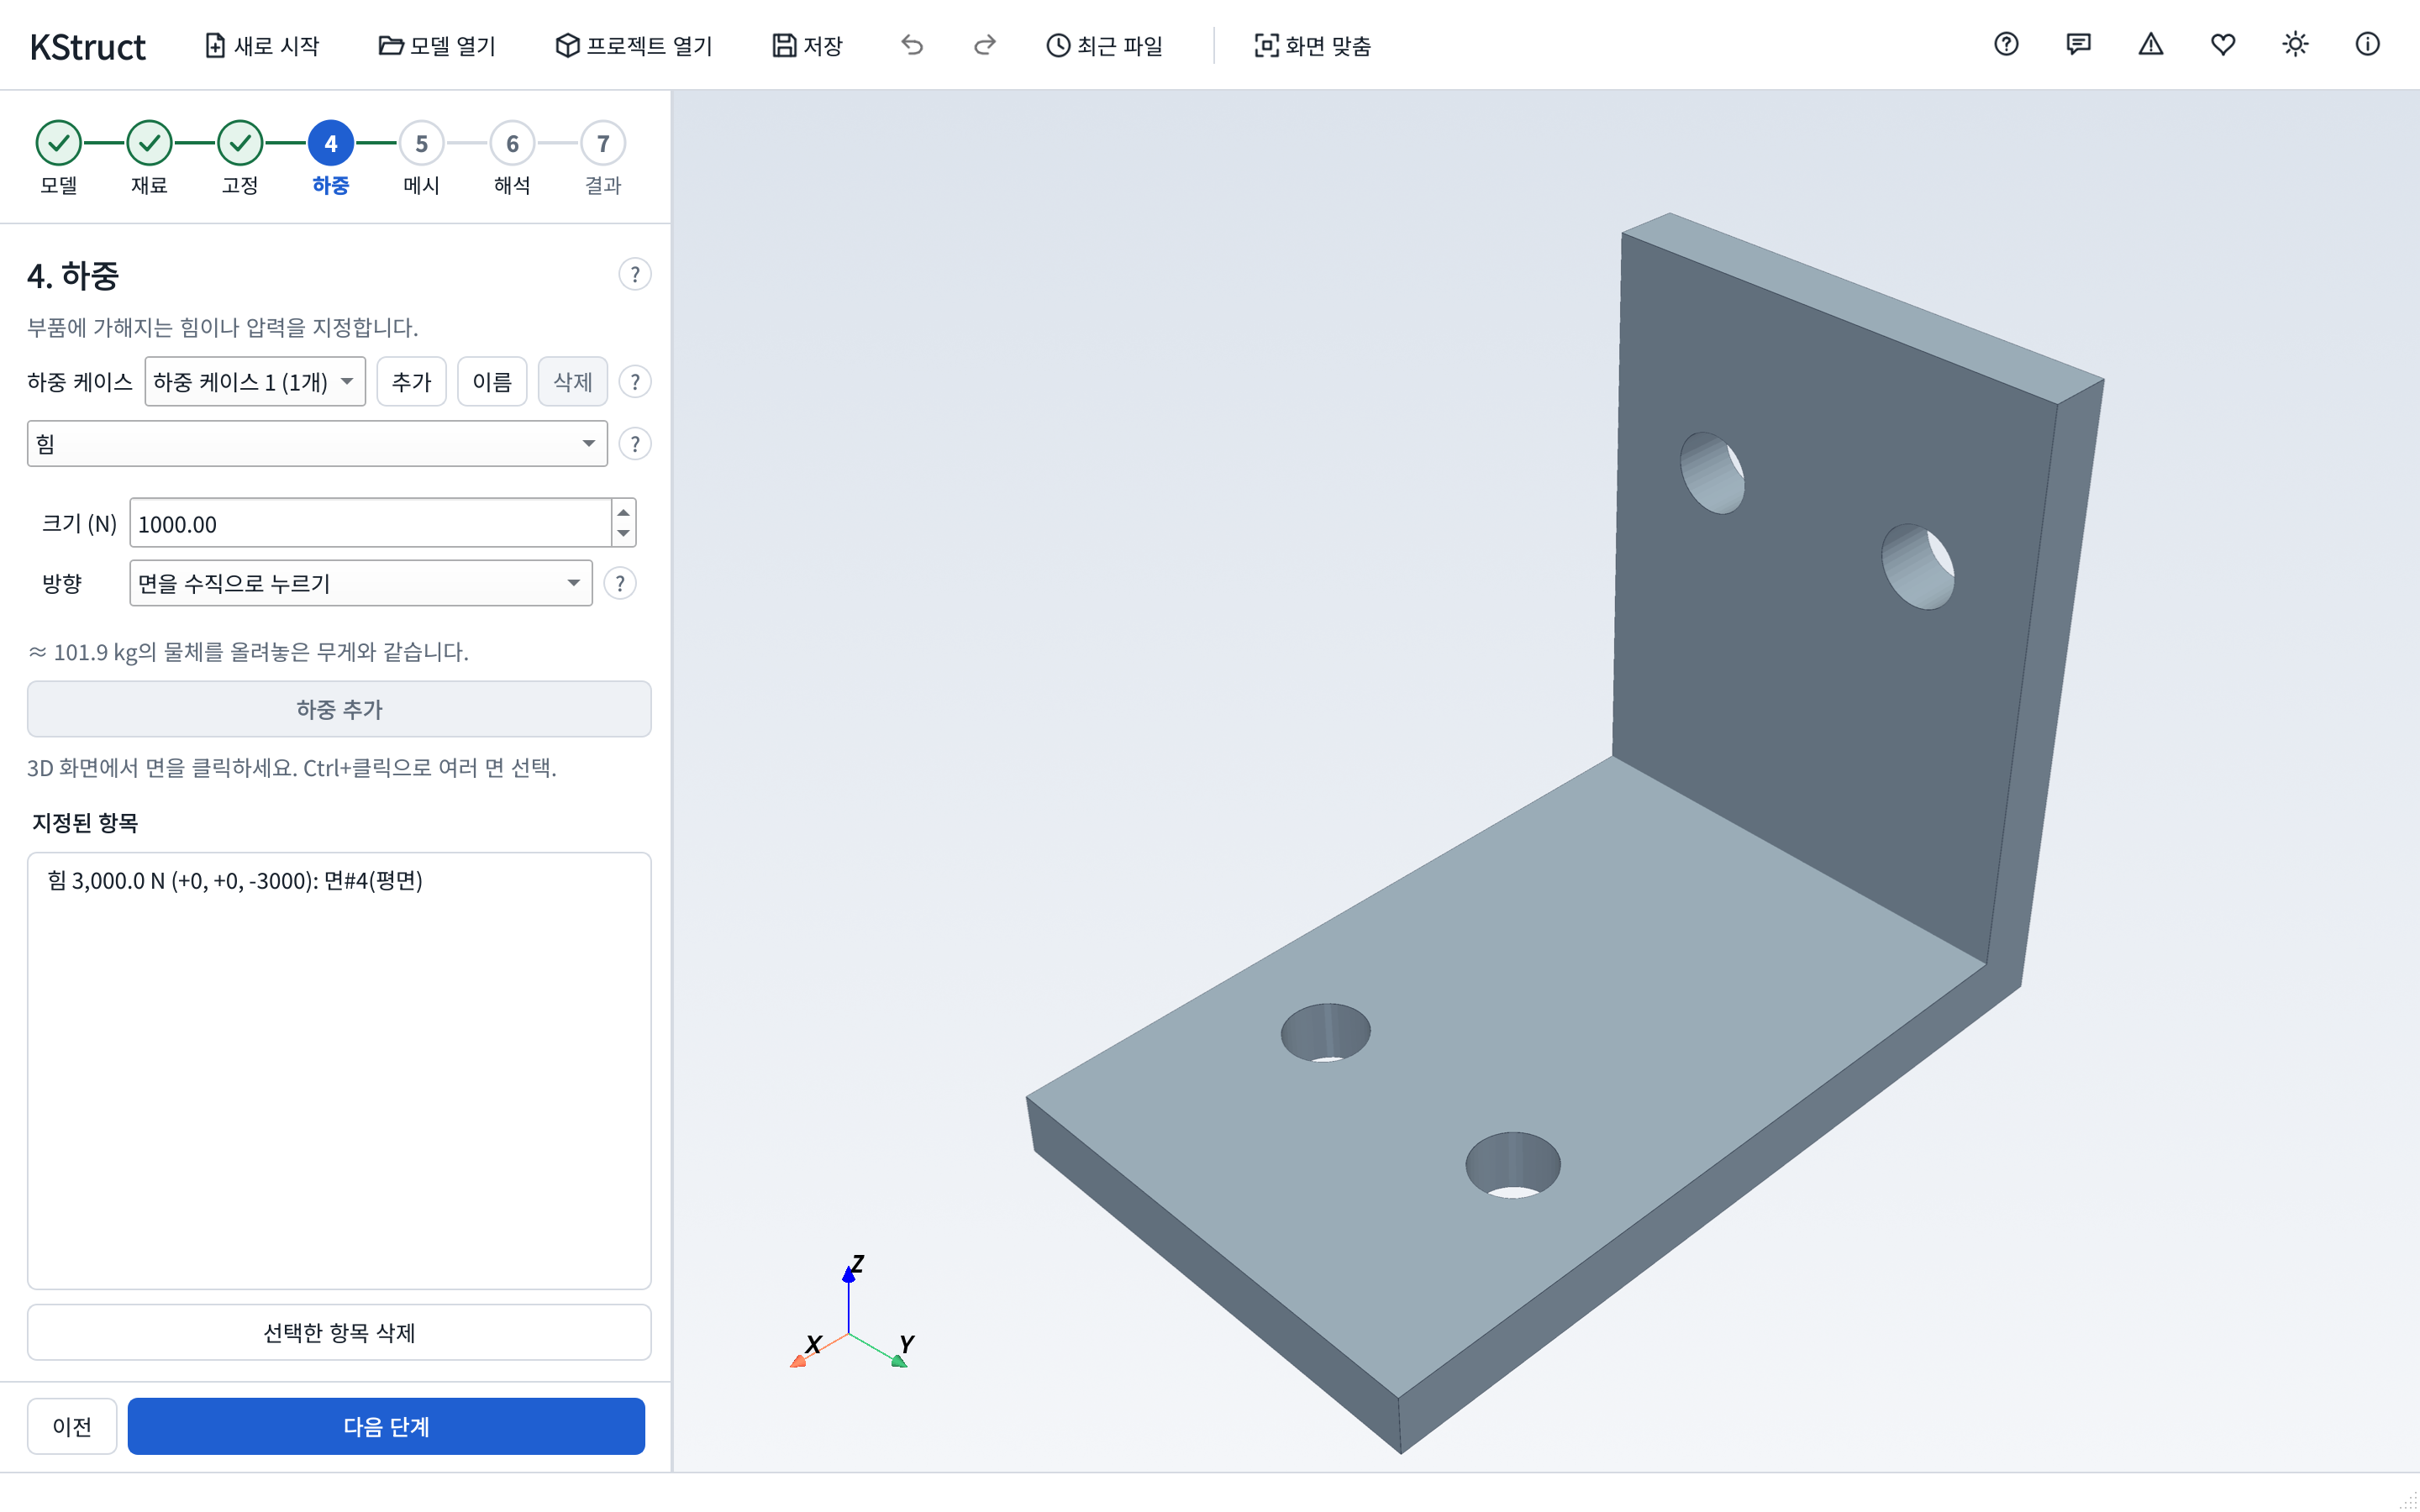 KStruct 새로 시작 모델 열기 프로젝트 열기 저장 최근 파일 화면 맞춤
4 5 6 7
모델 재료 고정 하중 메시 해석 결과
4. 하중 ?
부품에 가해지는 힘이나 압력을 지정합니다.
하중 케이스 하중 케이스 1 (1개) 추가 이름 삭제 ?
힘 ?
크기 (N) 1000.00
방향 면을 수직으로 누르기 ?
≈ 101.9 kg의 물체를 올려놓은 무게와 같습니다.
하중 추가
3D 화면에서 면을 클릭하세요. Ctrl+클릭으로 여러 면 선택.
지정된 항목
힘 3,000.0 N (+0, +0, -3000): 면#4(평면)
선택한 항목 삭제
이전 다음 단계
Z
X Y